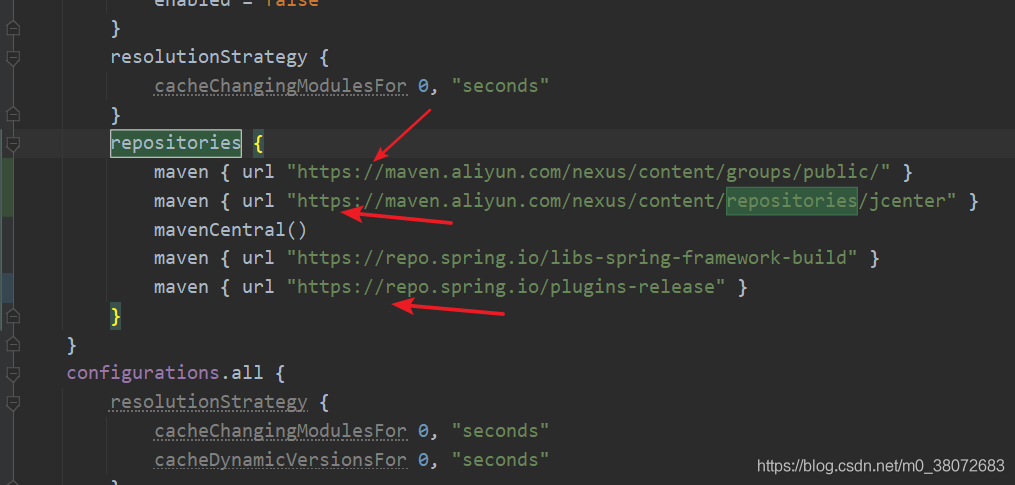 enabled = false
}
resolutionStrategy {
cacheChangingModulesFor 0, "seconds"
}
repositories {
maven { url "https://maven.aliyun.com/nexus/content/groups/public/" }
maven { url "https://maven.aliyun.com/nexus/content/repositories/jcenter" }
mavenCentral()
maven { url "https://repo.spring.io/libs-spring-framework-build" }
maven { url "https://repo.spring.io/plugins-release" }
}
}
configurations.all {
resolutionStrategy {
cacheChangingModulesFor 0, "seconds"
cacheDynamicVersionsFor 0, "seconds"
}
https://blog.csdn.net/m0_38072683